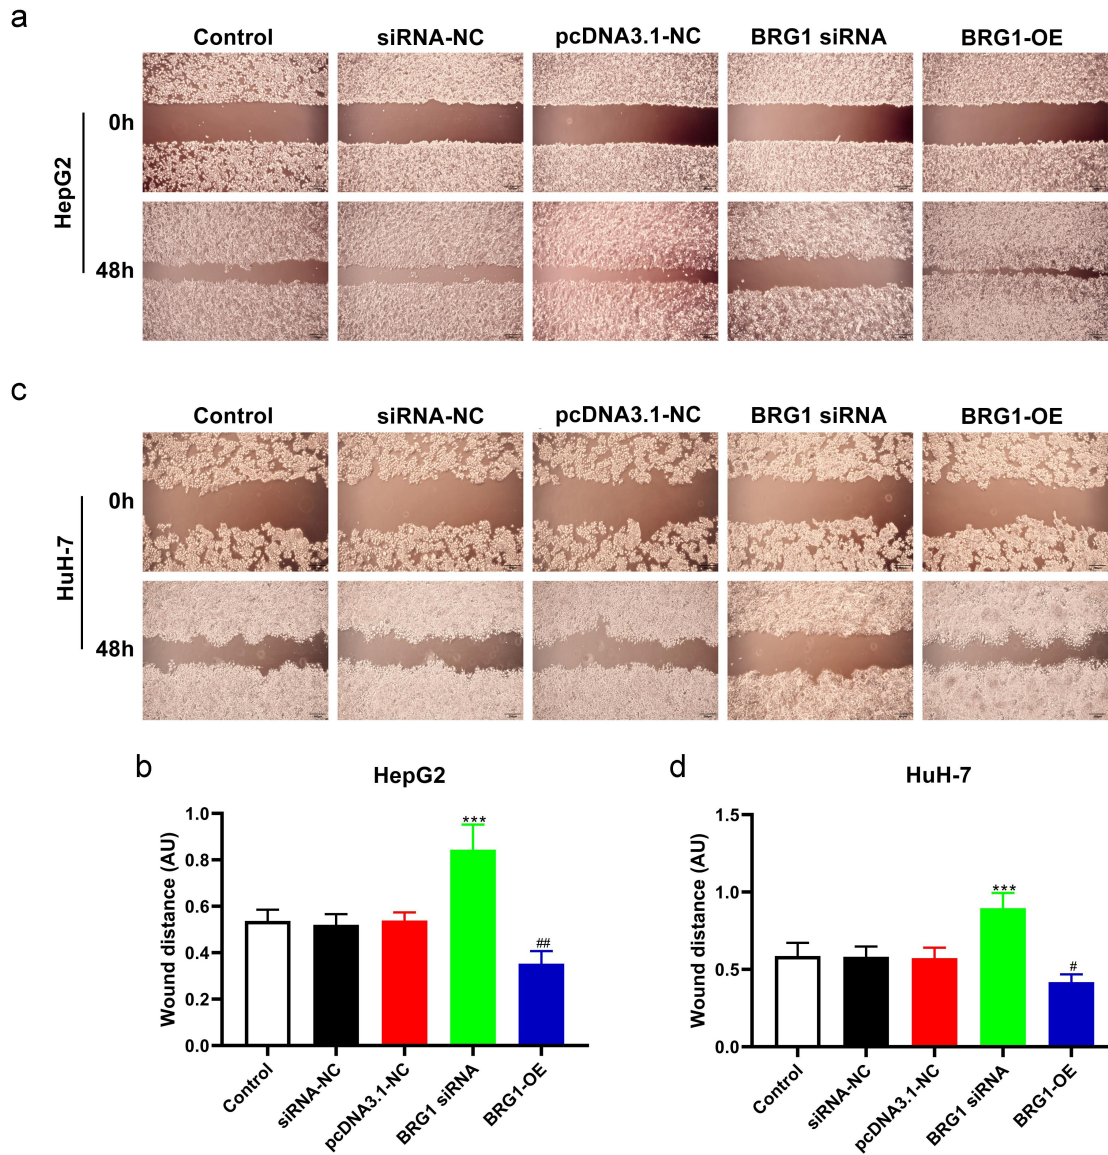 a
Control siRNA-NC pcDNA3.1-NC BRG1 siRNA BRG1-OE
HepG2
0h
48h
c
Control siRNA-NC pcDNA3.1-NC BRG1 siRNA BRG1-OE
HuH-7
0h
48h
b
HepG2
Wound distance (AU)
1.0
0.8
0.6
0.4
0.2
0.0
***
##
Control
siRNA-NC
pcDNA3.1-NC
BRG1 siRNA
BRG1-OE
d
HuH-7
Wound distance (AU)
1.5
1.0
0.5
0.0
***
#
Control
siRNA-NC
pcDNA3.1-NC
BRG1 siRNA
BRG1-OE